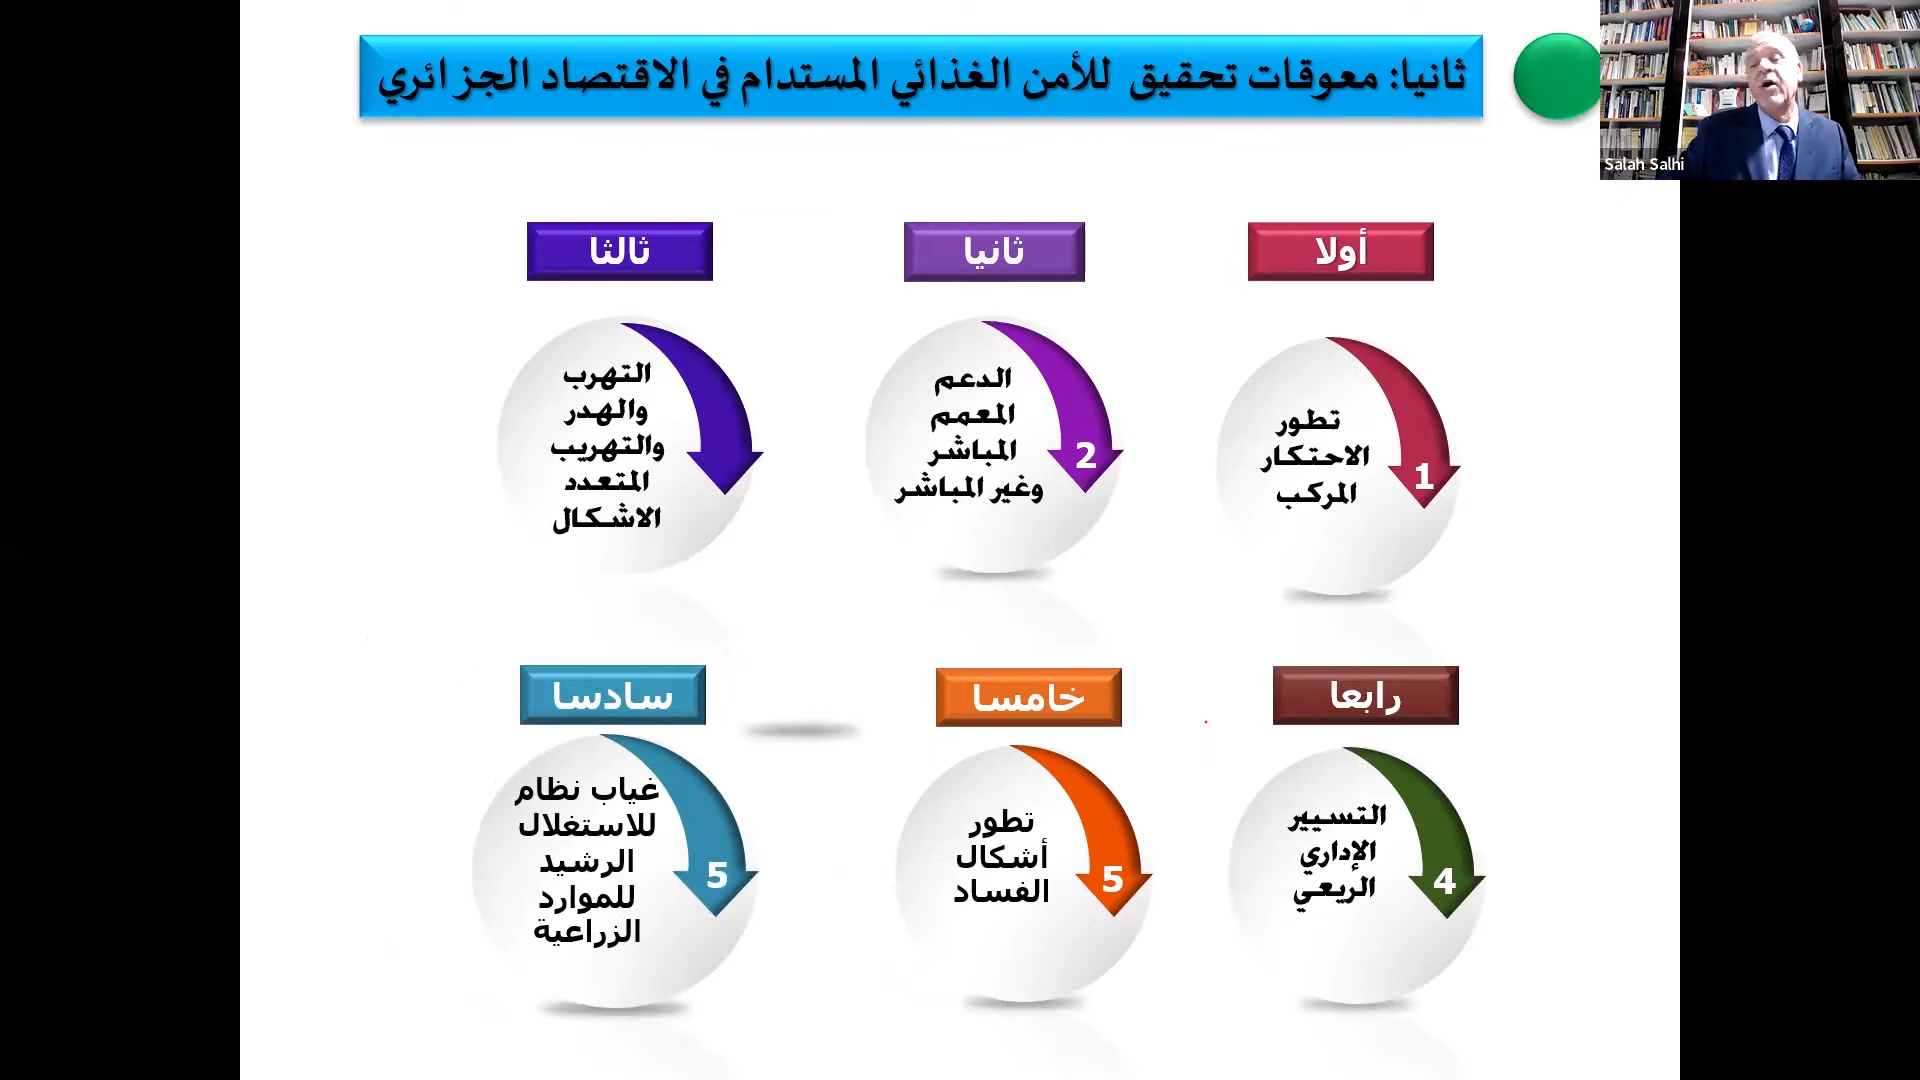 ثانيا: معوقات تحقيق للأمن الغذائي المستدام في الاقتصاد الجزائري
Salah Salhi
أولا
ثانيا
ثالثا
تطور
الاحتكار
المركب
1
الدعم
المعمم
المباشر
وغير المباشر
2
التهرب
والهدر
والتهريب
المتعدد
الاشكال
رابعا
خامسا
سادسا
التسيير
الإداري
الريعي
4
تطور
أشكال
الفساد
5
غياب نظام
للاستغلال
الرشيد
للموارد
الزراعية
5